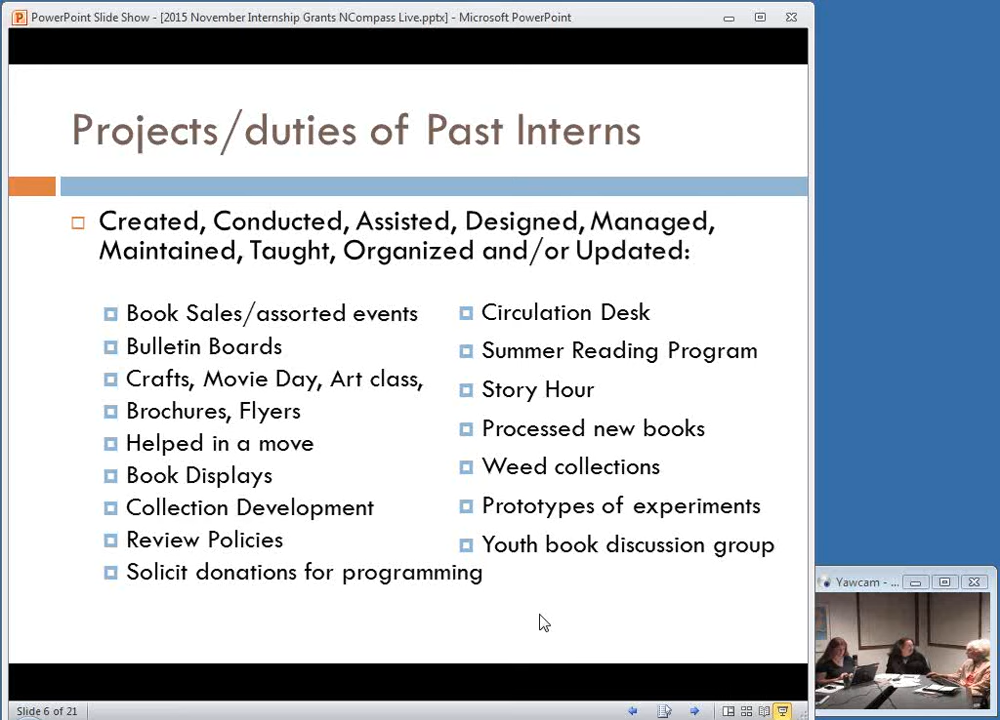 PowerPoint Slide Show - [2015 November Internship Grants NCompass Live.pptx] - Microsoft PowerPoint
Projects/duties of Past Interns
Created, Conducted, Assisted, Designed, Managed,
Maintained, Taught, Organized and/or Updated:
Book Sales/assorted events
Bulletin Boards
Crafts, Movie Day, Art class,
Brochures, Flyers
Helped in a move
Book Displays
Collection Development
Review Policies
Solicit donations for programming
Circulation Desk
Summer Reading Program
Story Hour
Processed new books
Weed collections
Prototypes of experiments
Youth book discussion group
Yawcam - ...
Slide 6 of 21